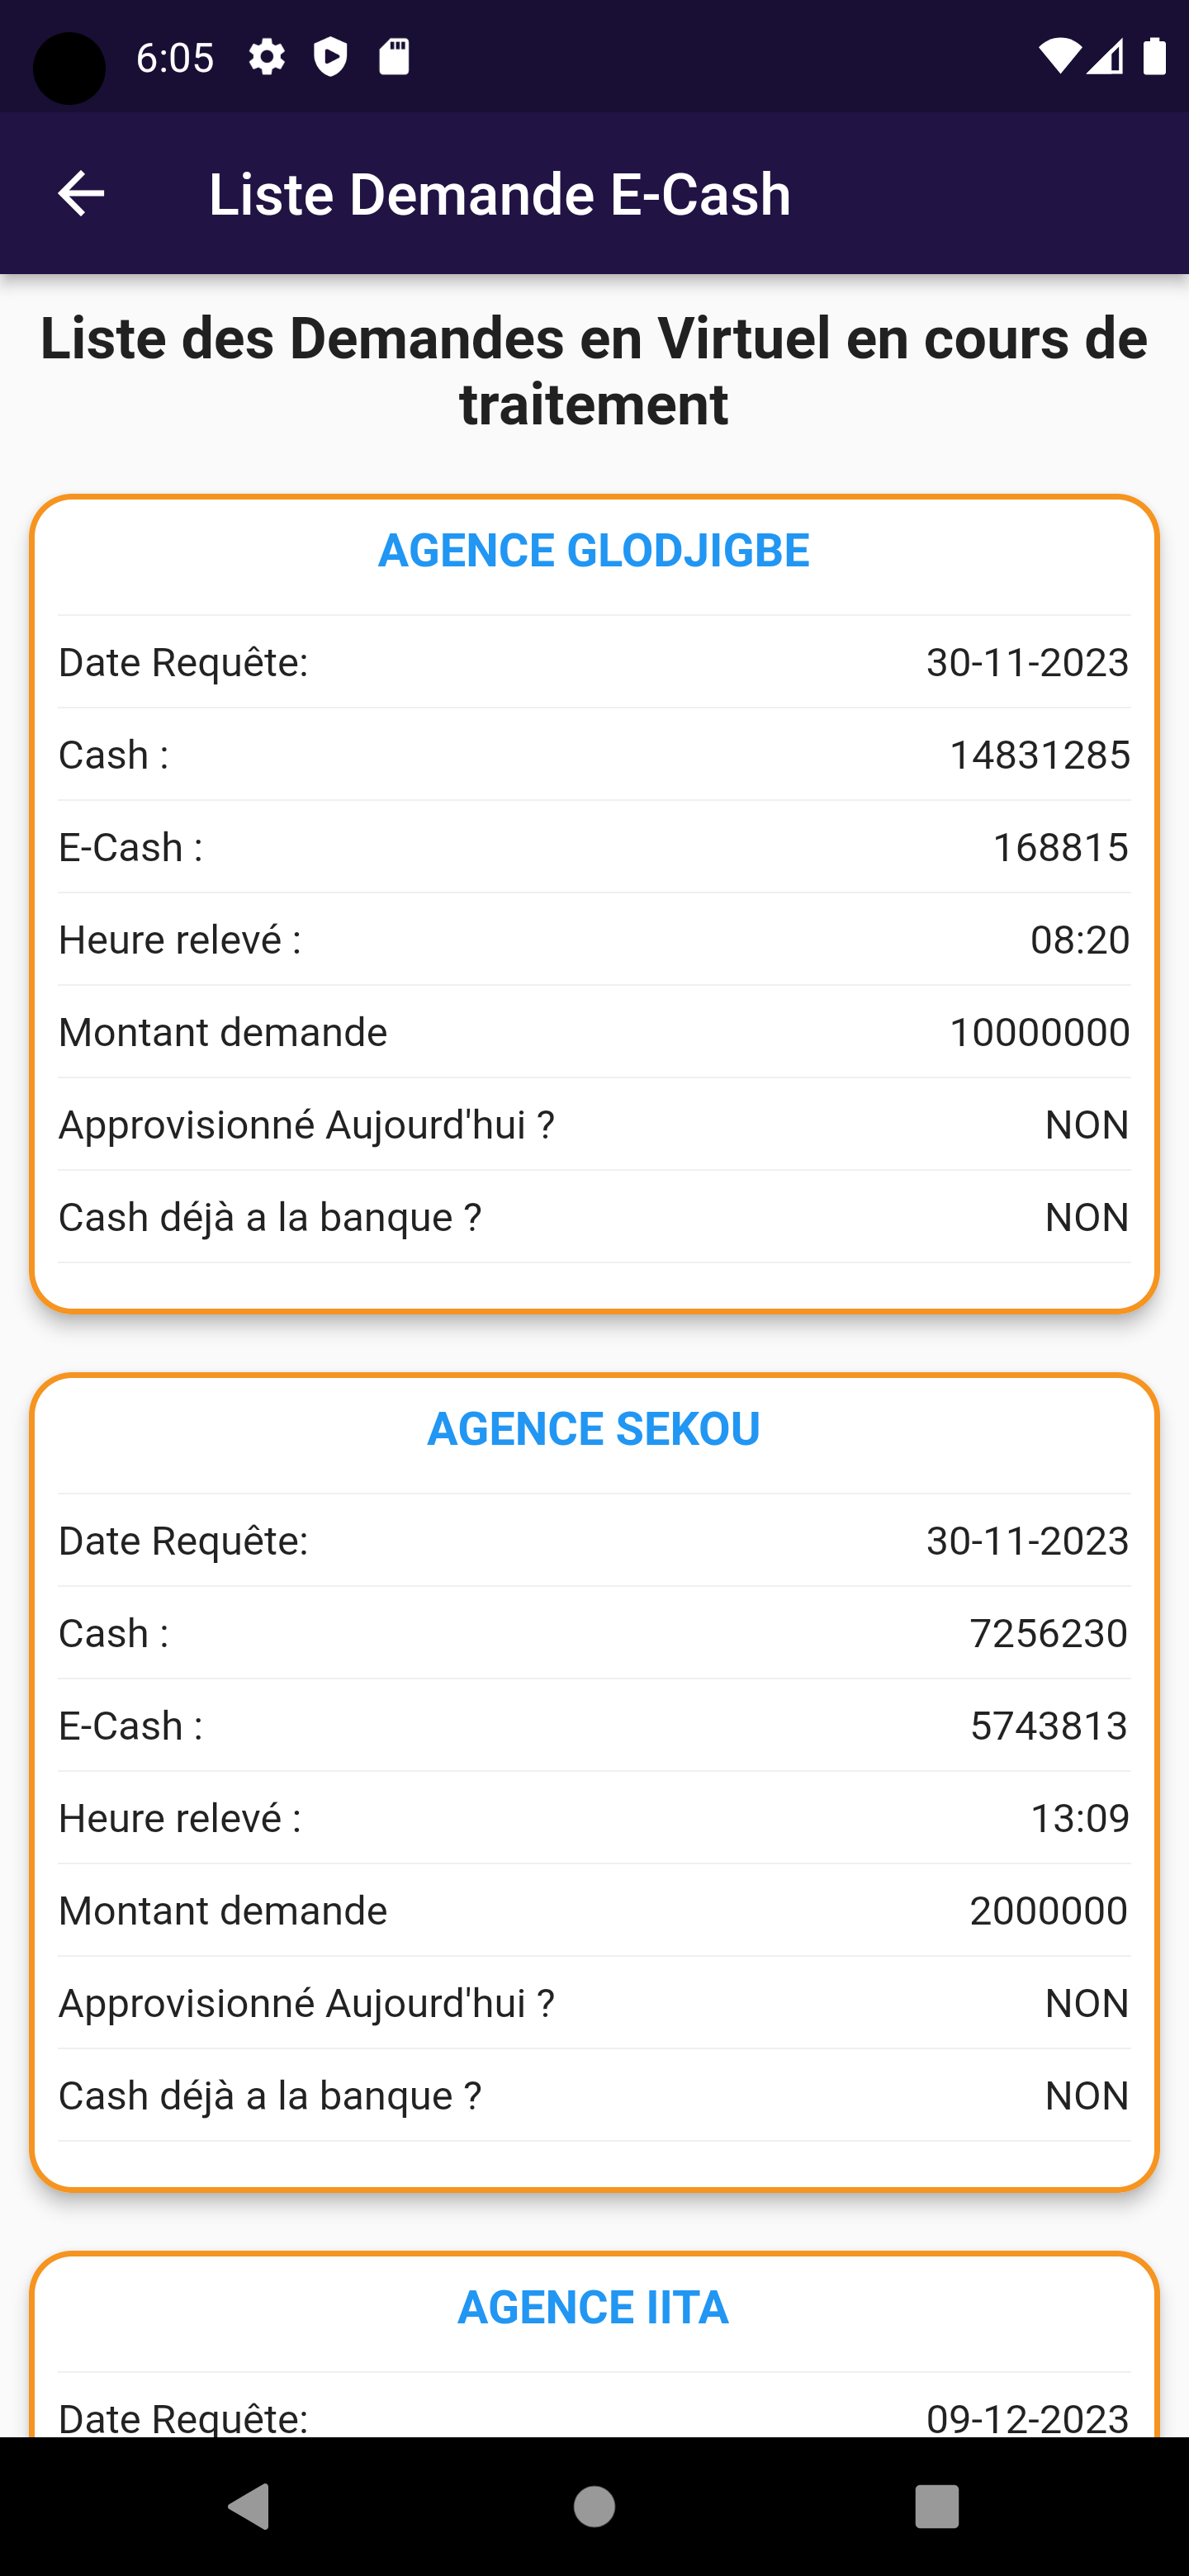 6:05
Liste Demande E-Cash
Liste des Demandes en Virtuel en cours de
traitement
AGENCE GLODJIGBE
Date Requête: 30-11-2023
Cash : 14831285
E-Cash : 168815
Heure relevé : 08:20
Montant demande 10000000
Approvisionné Aujourd'hui ? NON
Cash déjà a la banque ? NON
AGENCE SEKOU
Date Requête: 30-11-2023
Cash : 7256230
E-Cash : 5743813
Heure relevé : 13:09
Montant demande 2000000
Approvisionné Aujourd'hui ? NON
Cash déjà a la banque ? NON
AGENCE IITA
Date Requête: 09-12-2023